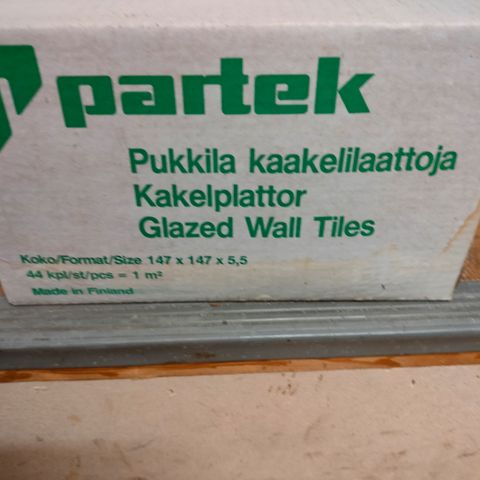 partek
Pukkila kaakelilaattoja
Kakelplattor
Glazed Wall Tiles
Koko/Format/Size 147 x 147 x 5,5
44 kpl/st/pcs = 1 m²
Made in Finland